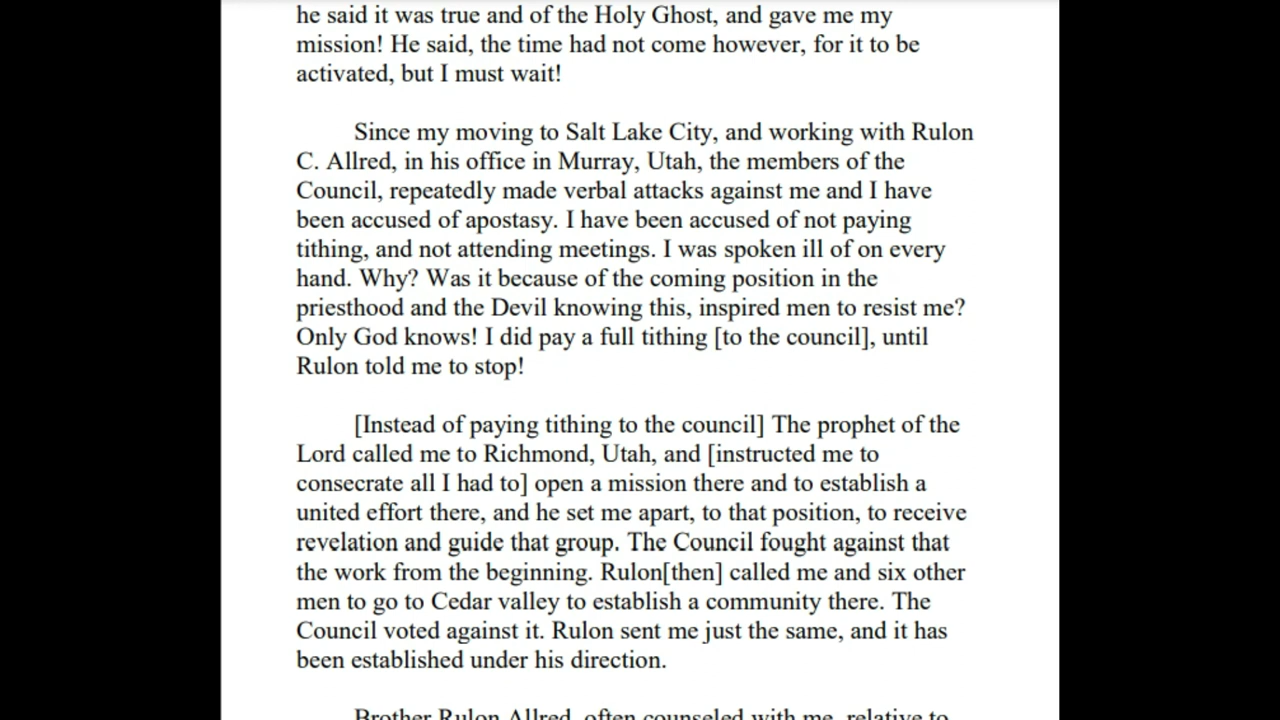 he said it was true and of the Holy Ghost, and gave me my
mission! He said, the time had not come however, for it to be
activated, but I must wait!
Since my moving to Salt Lake City, and working with Rulon
C. Allred, in his office in Murray, Utah, the members of the
Council, repeatedly made verbal attacks against me and I have
been accused of apostasy. I have been accused of not paying
tithing, and not attending meetings. I was spoken ill of on every
hand. Why? Was it because of the coming position in the
priesthood and the Devil knowing this, inspired men to resist me?
Only God knows! I did pay a full tithing [to the council], until
Rulon told me to stop!
[Instead of paying tithing to the council] The prophet of the
Lord called me to Richmond, Utah, and [instructed me to
consecrate all I had to] open a mission there and to establish a
united effort there, and he set me apart, to that position, to receive
revelation and guide that group. The Council fought against that
the work from the beginning. Rulon[then] called me and six other
men to go to Cedar valley to establish a community there. The
Council voted against it. Rulon sent me just the same, and it has
been established under his direction.
Brother Rulon Allred, often counseled with me, relative to